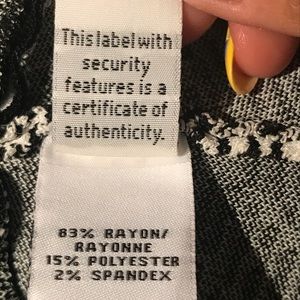 This label with
security
features is a
certificate of
authenticity.
83% RAYON/
RAYONNE
15% POLYESTER
2% SPANDEX